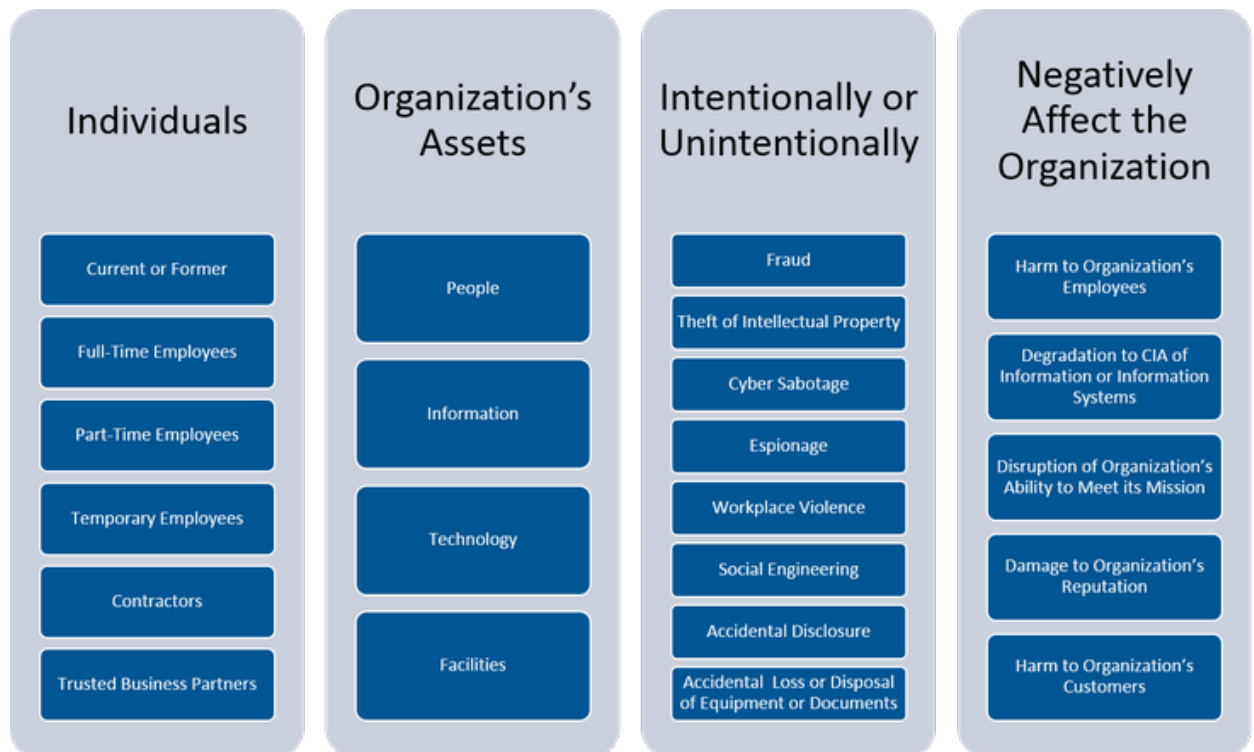 Individuals
Current or Former
Full-Time Employees
Part-Time Employees
Temporary Employees
Contractors
Trusted Business Partners
Organization's
Assets
People
Information
Technology
Facilities
Intentionally or
Unintentionally
Fraud
Theft of Intellectual Property
Cyber Sabotage
Espionage
Workplace Violence
Social Engineering
Accidental Disclosure
Accidental Loss or Disposal
of Equipment or Documents
Negatively
Affect the
Organization
Harm to Organization's
Employees
Degradation to CIA of
Information or Information
Systems
Disruption of Organization's
Ability to Meet its Mission
Damage to Organization's
Reputation
Harm to Organization's
Customers